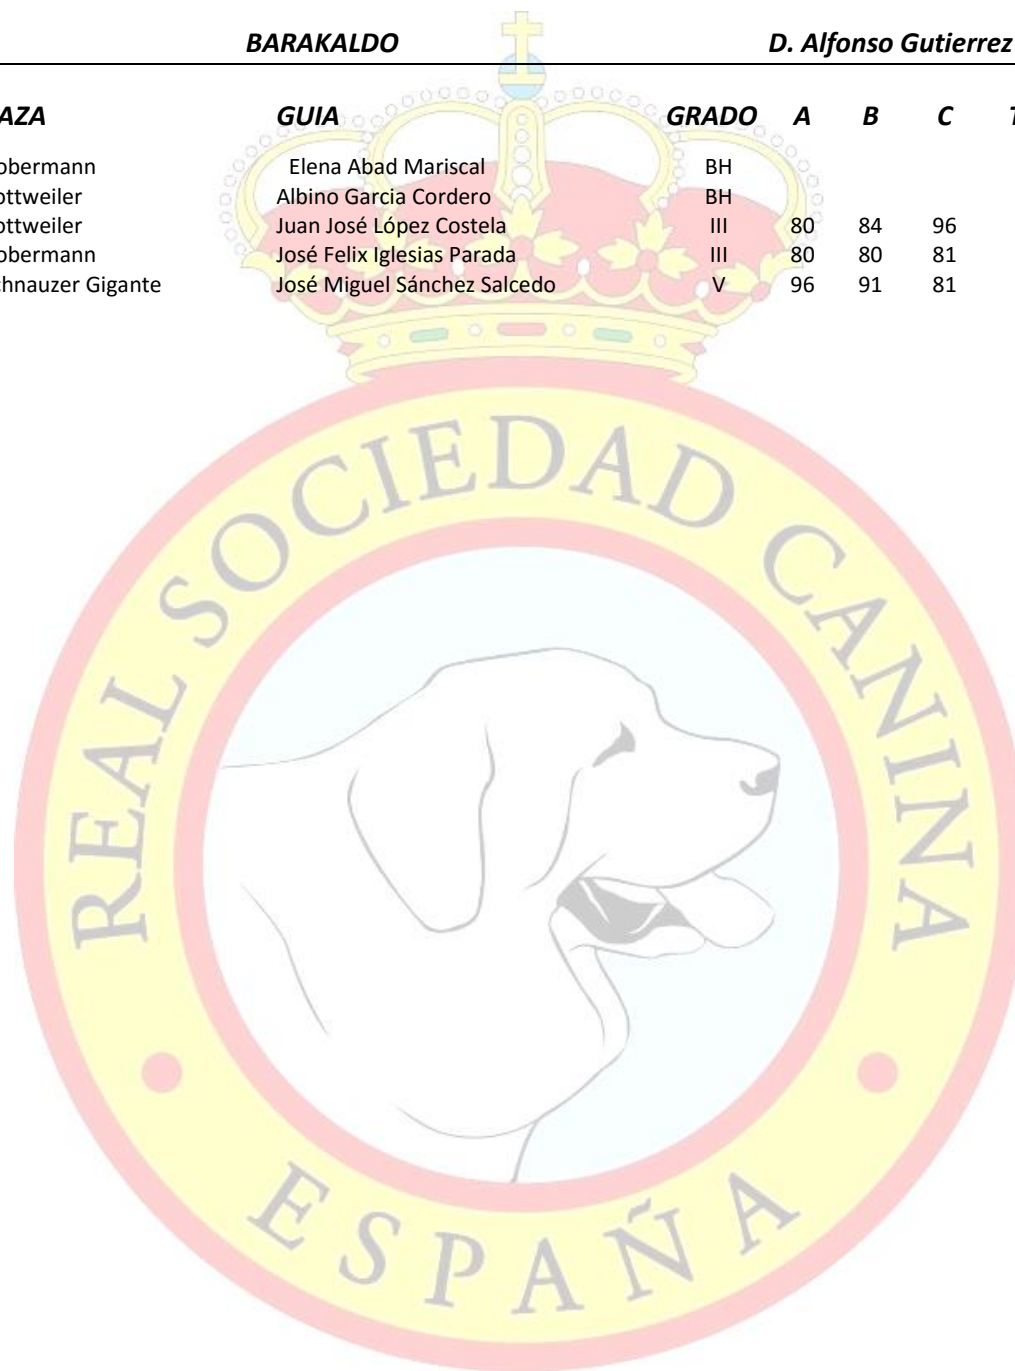 BARAKALDO D. Alfonso Gutierrez
AZA GUIA GRADO A B C T
obermann Elena Abad Mariscal BH
ottweiler Albino Garcia Cordero BH
ottweiler Juan José López Costela III 80 84 96
obermann José Felix Iglesias Parada III 80 80 81
chnauzer Gigante José Miguel Sánchez Salcedo V 96 91 81
REAL SOCIEDAD CANINA
ESPAÑA